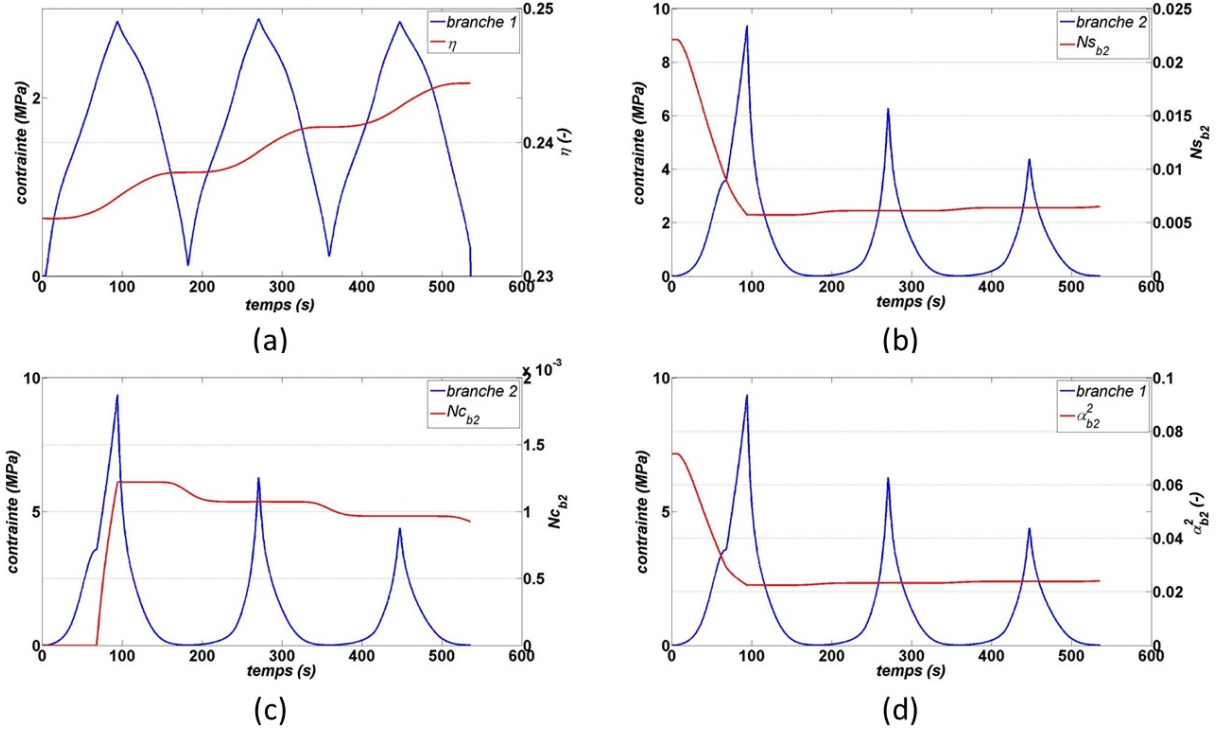 3
0.25
branche 1
η
contrainte (MPa)
2
0.24
η (-)
0
0.23
0 100 200 300 400 500 600
temps (s)
(a)
10
0.025
branche 2
Ns_b2
8
0.02
contrainte (MPa)
6
0.015
Ns_b2
4
0.01
2
0.005
0
0
0 100 200 300 400 500 600
temps (s)
(b)
x 10^-3
10
2
branche 2
Nc_b2
contrainte (MPa)
1.5
5
1
Nc_b2
0.5
0
0
0 100 200 300 400 500 600
temps (s)
(c)
10
0.1
branche 1
α²_b2
0.08
contrainte (MPa)
0.06
5
α²_b2 (-)
0.04
0.02
0
0
0 100 200 300 400 500 600
temps (s)
(d)